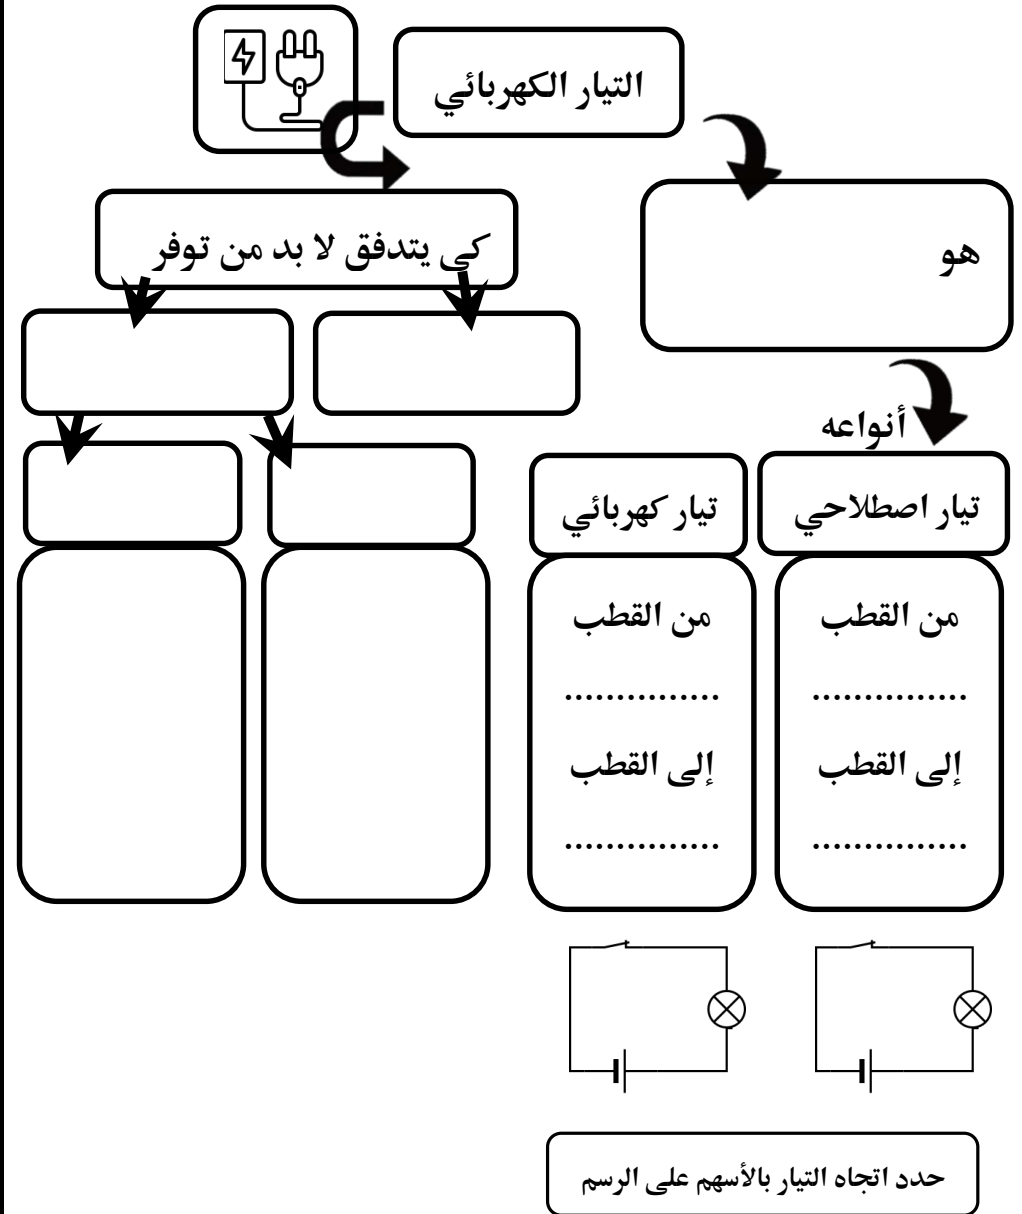 التيار الكهربائي
هو
كي يتدفق لا بد من توفر
أنواعه
تيار اصطلاحي
من القطب
...............
إلى القطب
...............
تيار كهربائي
من القطب
...............
إلى القطب
...............
حدد اتجاه التيار بالأسهم على الرسم